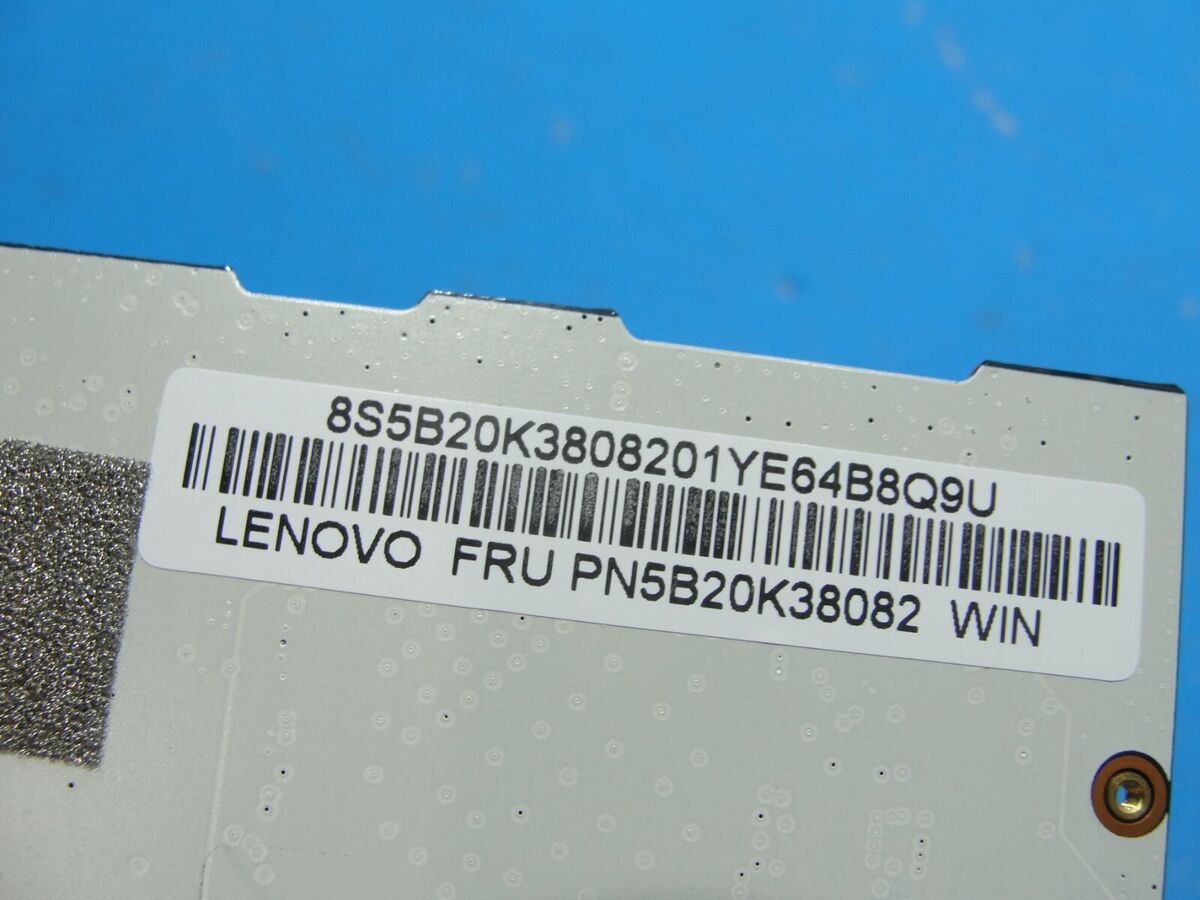 8S5B20K3808201YE64B8Q9U
LENOVO FRU PN5B20K38082 WIN